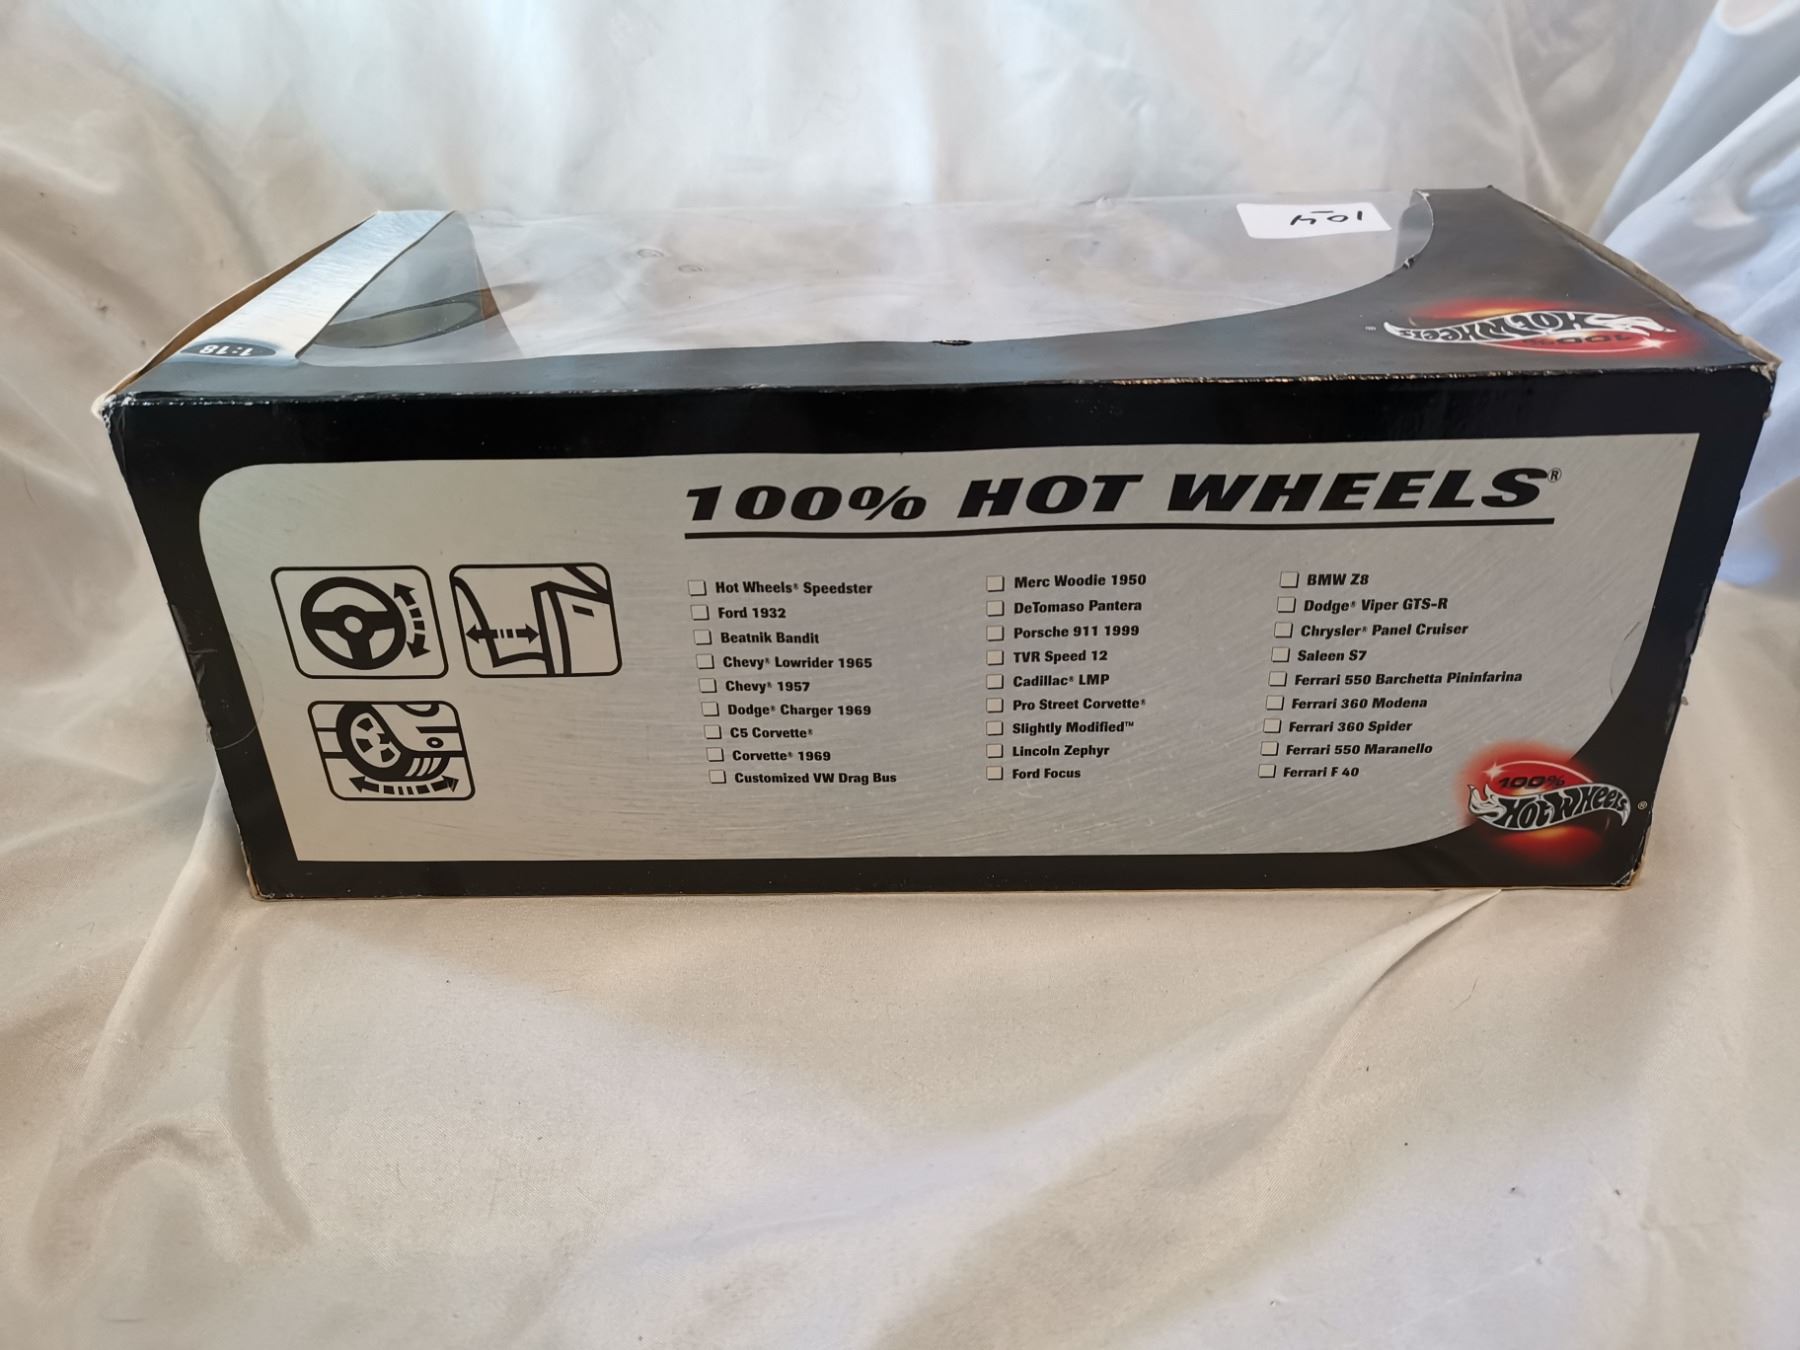 10-4
1:18
100%
HOT WHEELS
®
100% HOT WHEELS®
Hot Wheels® Speedster
Ford 1932
Beatnik Bandit
Chevy® Lowrider 1965
Chevy® 1957
Dodge® Charger 1969
C5 Corvette®
Corvette® 1969
Customized VW Drag Bus
Merc Woodie 1950
DeTomaso Pantera
Porsche 911 1999
TVR Speed 12
Cadillac® LMP
Pro Street Corvette®
Slightly Modified™
Lincoln Zephyr
Ford Focus
BMW Z8
Dodge® Viper GTS-R
Chrysler® Panel Cruiser
Saleen S7
Ferrari 550 Barchetta Pininfarina
Ferrari 360 Modena
Ferrari 360 Spider
Ferrari 550 Maranello
Ferrari F 40
100%
HOT WHEELS
®